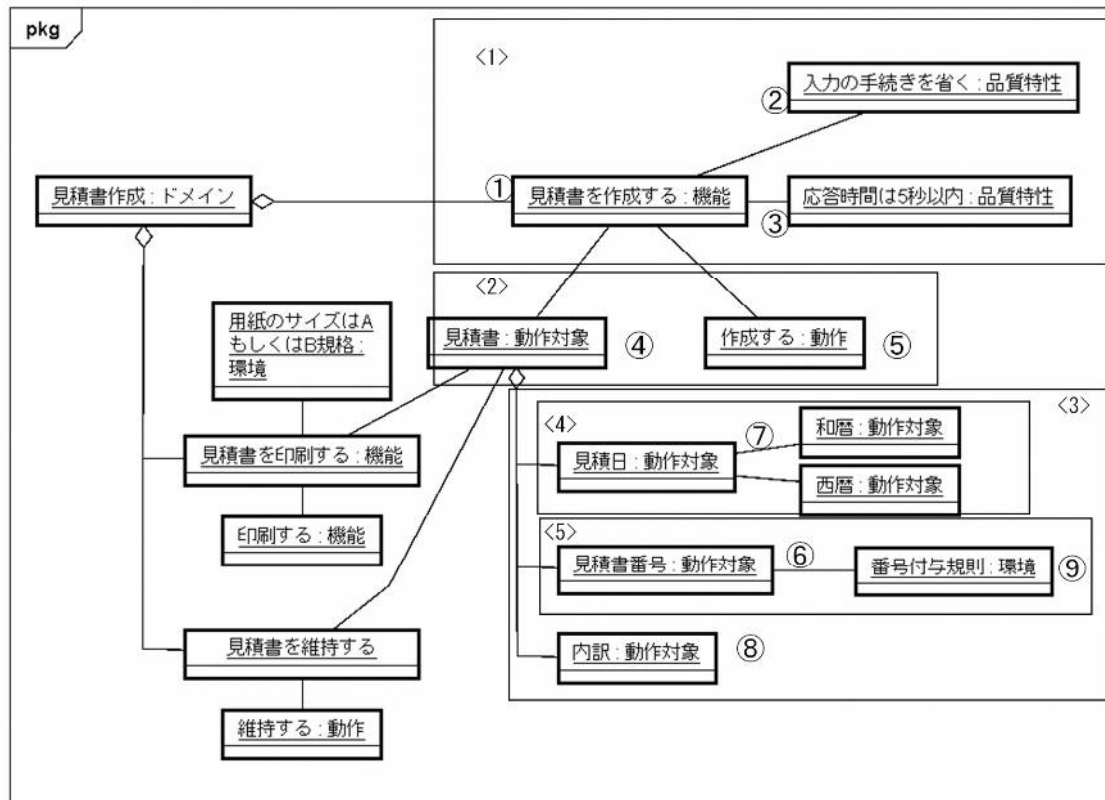 pkg
<1>
入力の手続きを省く：品質特性
②
見積書作成：ドメイン
①
見積書を作成する：機能
応答時間は5秒以内：品質特性
③
<2>
用紙のサイズはA
もしくはB規格：
環境
見積書：動作対象
④
作成する：動作
⑤
<3>
<4>
⑦
和暦：動作対象
見積書を印刷する：機能
見積日：動作対象
西暦：動作対象
印刷する：機能
<5>
見積書番号：動作対象
⑥
番号付与規則：環境
⑨
見積書を維持する
内訳：動作対象
⑧
維持する：動作